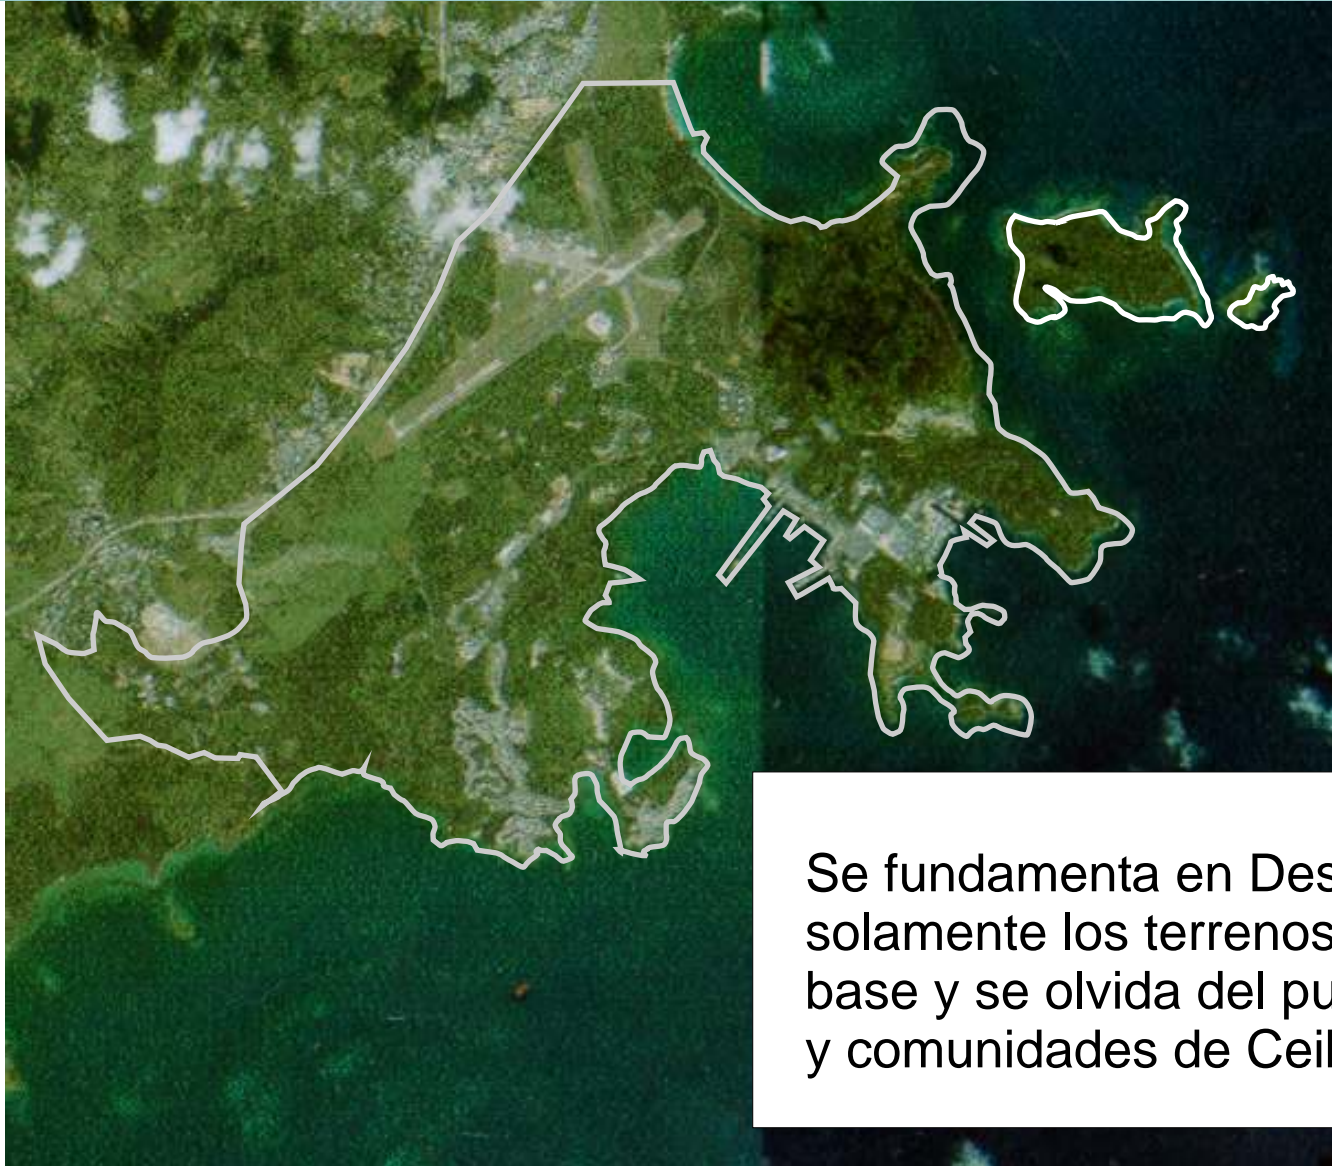 Se fundamenta en Des
solamente los terrenos
base y se olvida del pu
y comunidades de Ceil